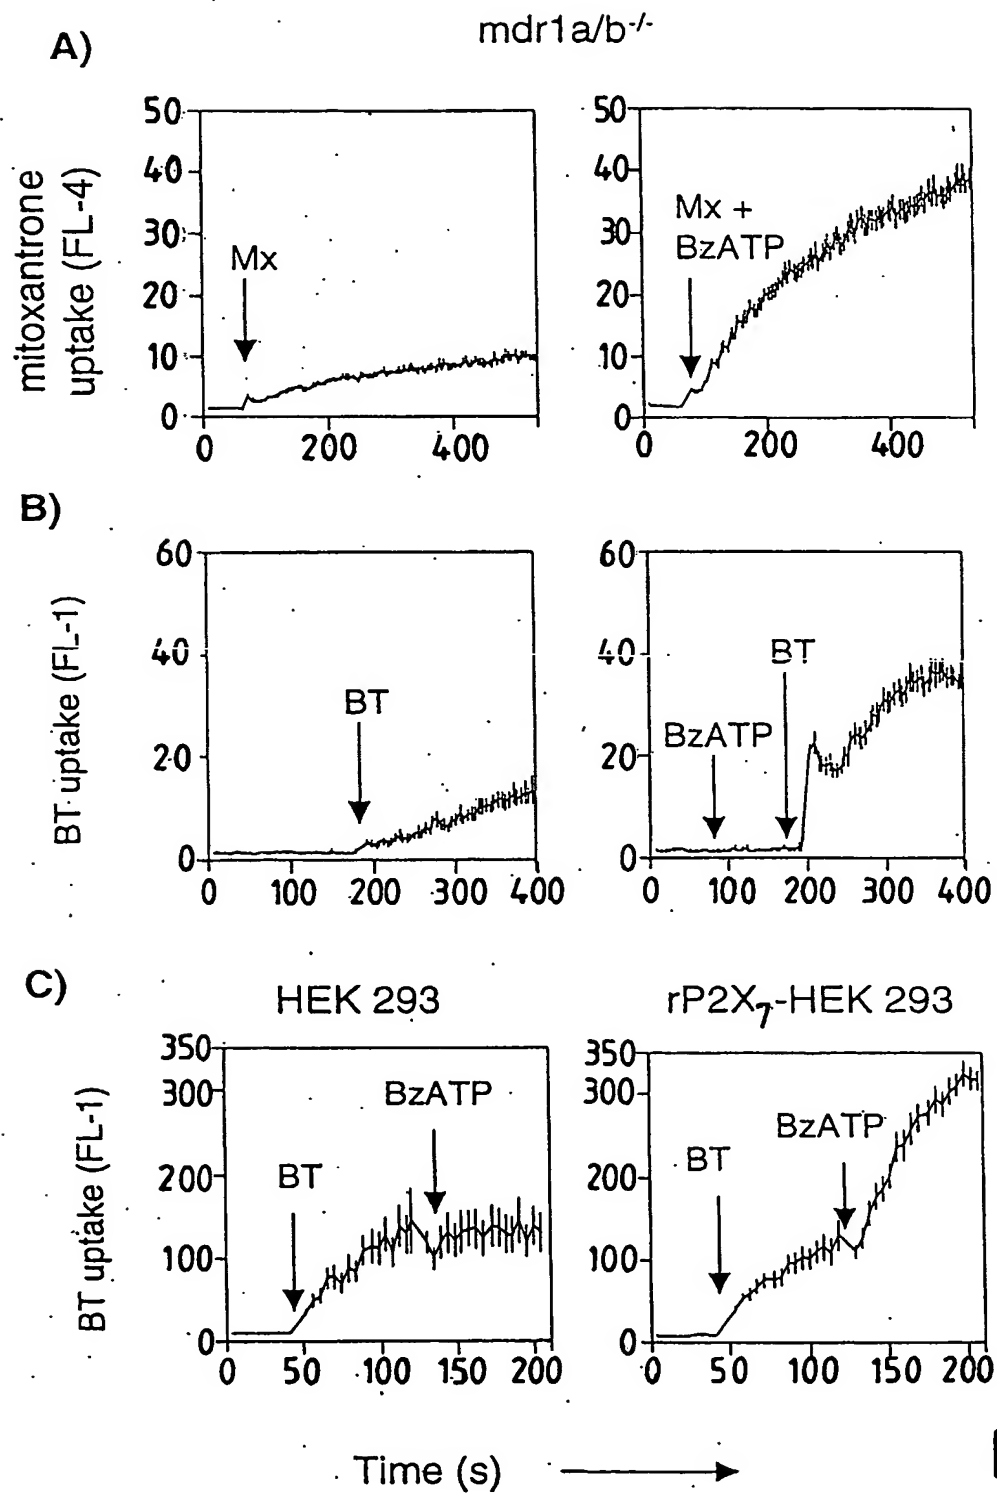 A)
mdr1a/b-/-
mitoxantrone
uptake (FL-4)
50
40
30
20
10
0
Mx
0 200 400
50
40
30
20
10
0
Mx +
BzATP
0 200 400
B)
BT uptake (FL-1)
60
40
20
0
BT
0 100 200 300 400
60
40
20
0
BzATP
BT
0 100 200 300 400
C)
HEK 293
BT uptake (FL-1)
350
300
200
100
0
BT
BzATP
0 50 100 150 200
rP2X7-HEK 293
350
300
200
100
0
BT
BzATP
0 50 100 150 200
Time (s)